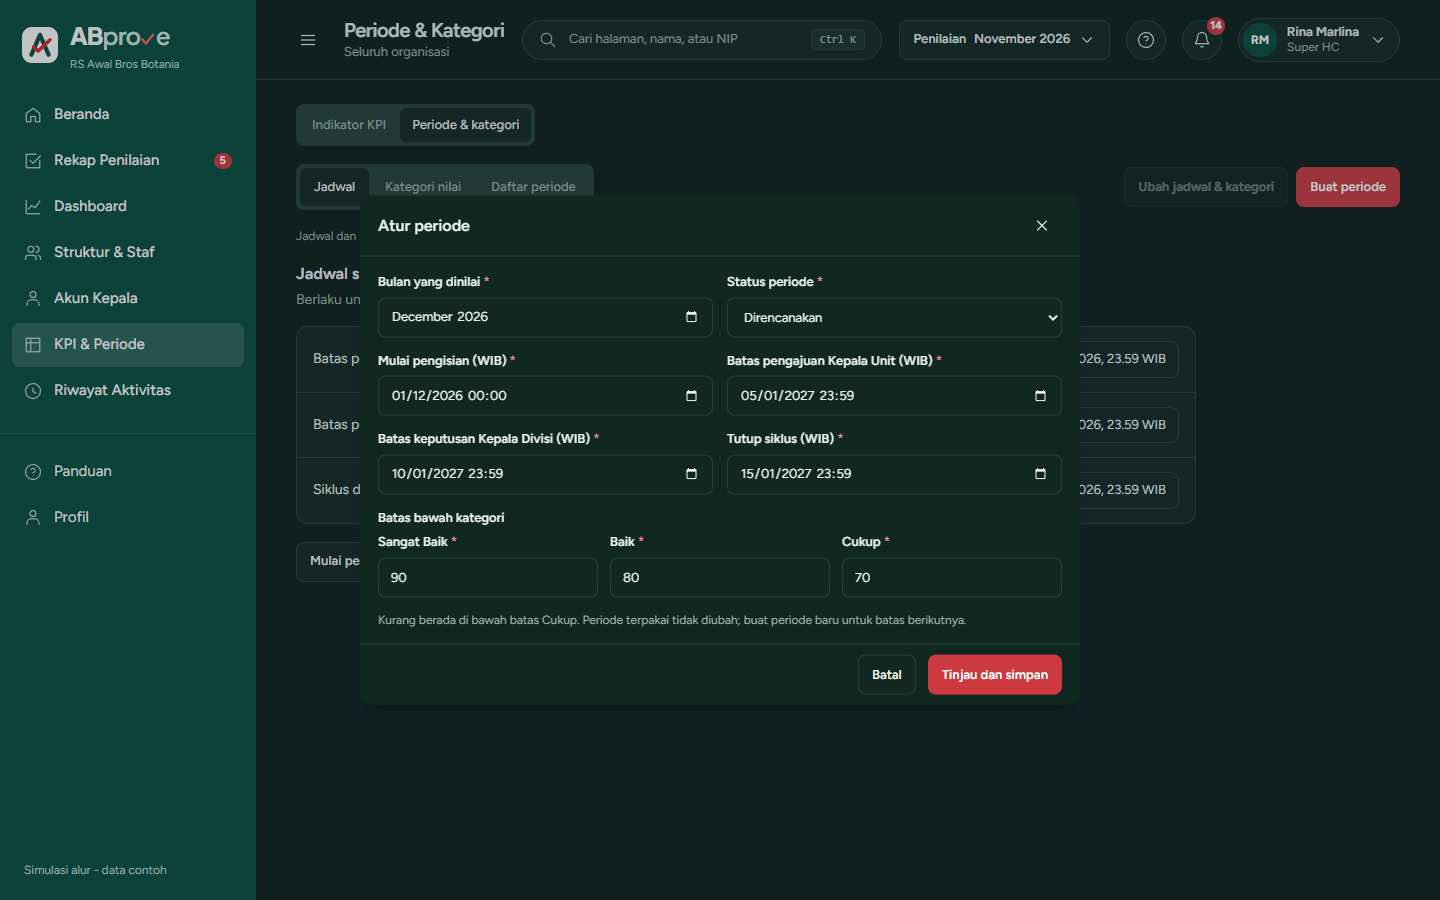 ABprove
RS Awal Bros Botania
Beranda
Rekap Penilaian 5
Dashboard
Struktur & Staf
Akun Kepala
KPI & Periode
Riwayat Aktivitas
Panduan
Profil
Simulasi alur - data contoh
Periode & Kategori
Seluruh organisasi
Cari halaman, nama, atau NIP Ctrl K
Penilaian November 2026
14
RM
Rina Marlina
Super HC
Indikator KPI Periode & kategori
Jadwal Kategori nilai Daftar periode
Ubah jadwal & kategori Buat periode
Jadwal dan
Jadwal s
Berlaku un
Batas p 026, 23.59 WIB
Batas p 026, 23.59 WIB
Siklus d 026, 23.59 WIB
Mulai pe
Atur periode
Bulan yang dinilai * Status periode *
December 2026 Direncanakan
Mulai pengisian (WIB) * Batas pengajuan Kepala Unit (WIB) *
01/12/2026 00:00 05/01/2027 23:59
Batas keputusan Kepala Divisi (WIB) * Tutup siklus (WIB) *
10/01/2027 23:59 15/01/2027 23:59
Batas bawah kategori
Sangat Baik * Baik * Cukup *
90 80 70
Kurang berada di bawah batas Cukup. Periode terpakai tidak diubah; buat periode baru untuk batas berikutnya.
Batal Tinjau dan simpan